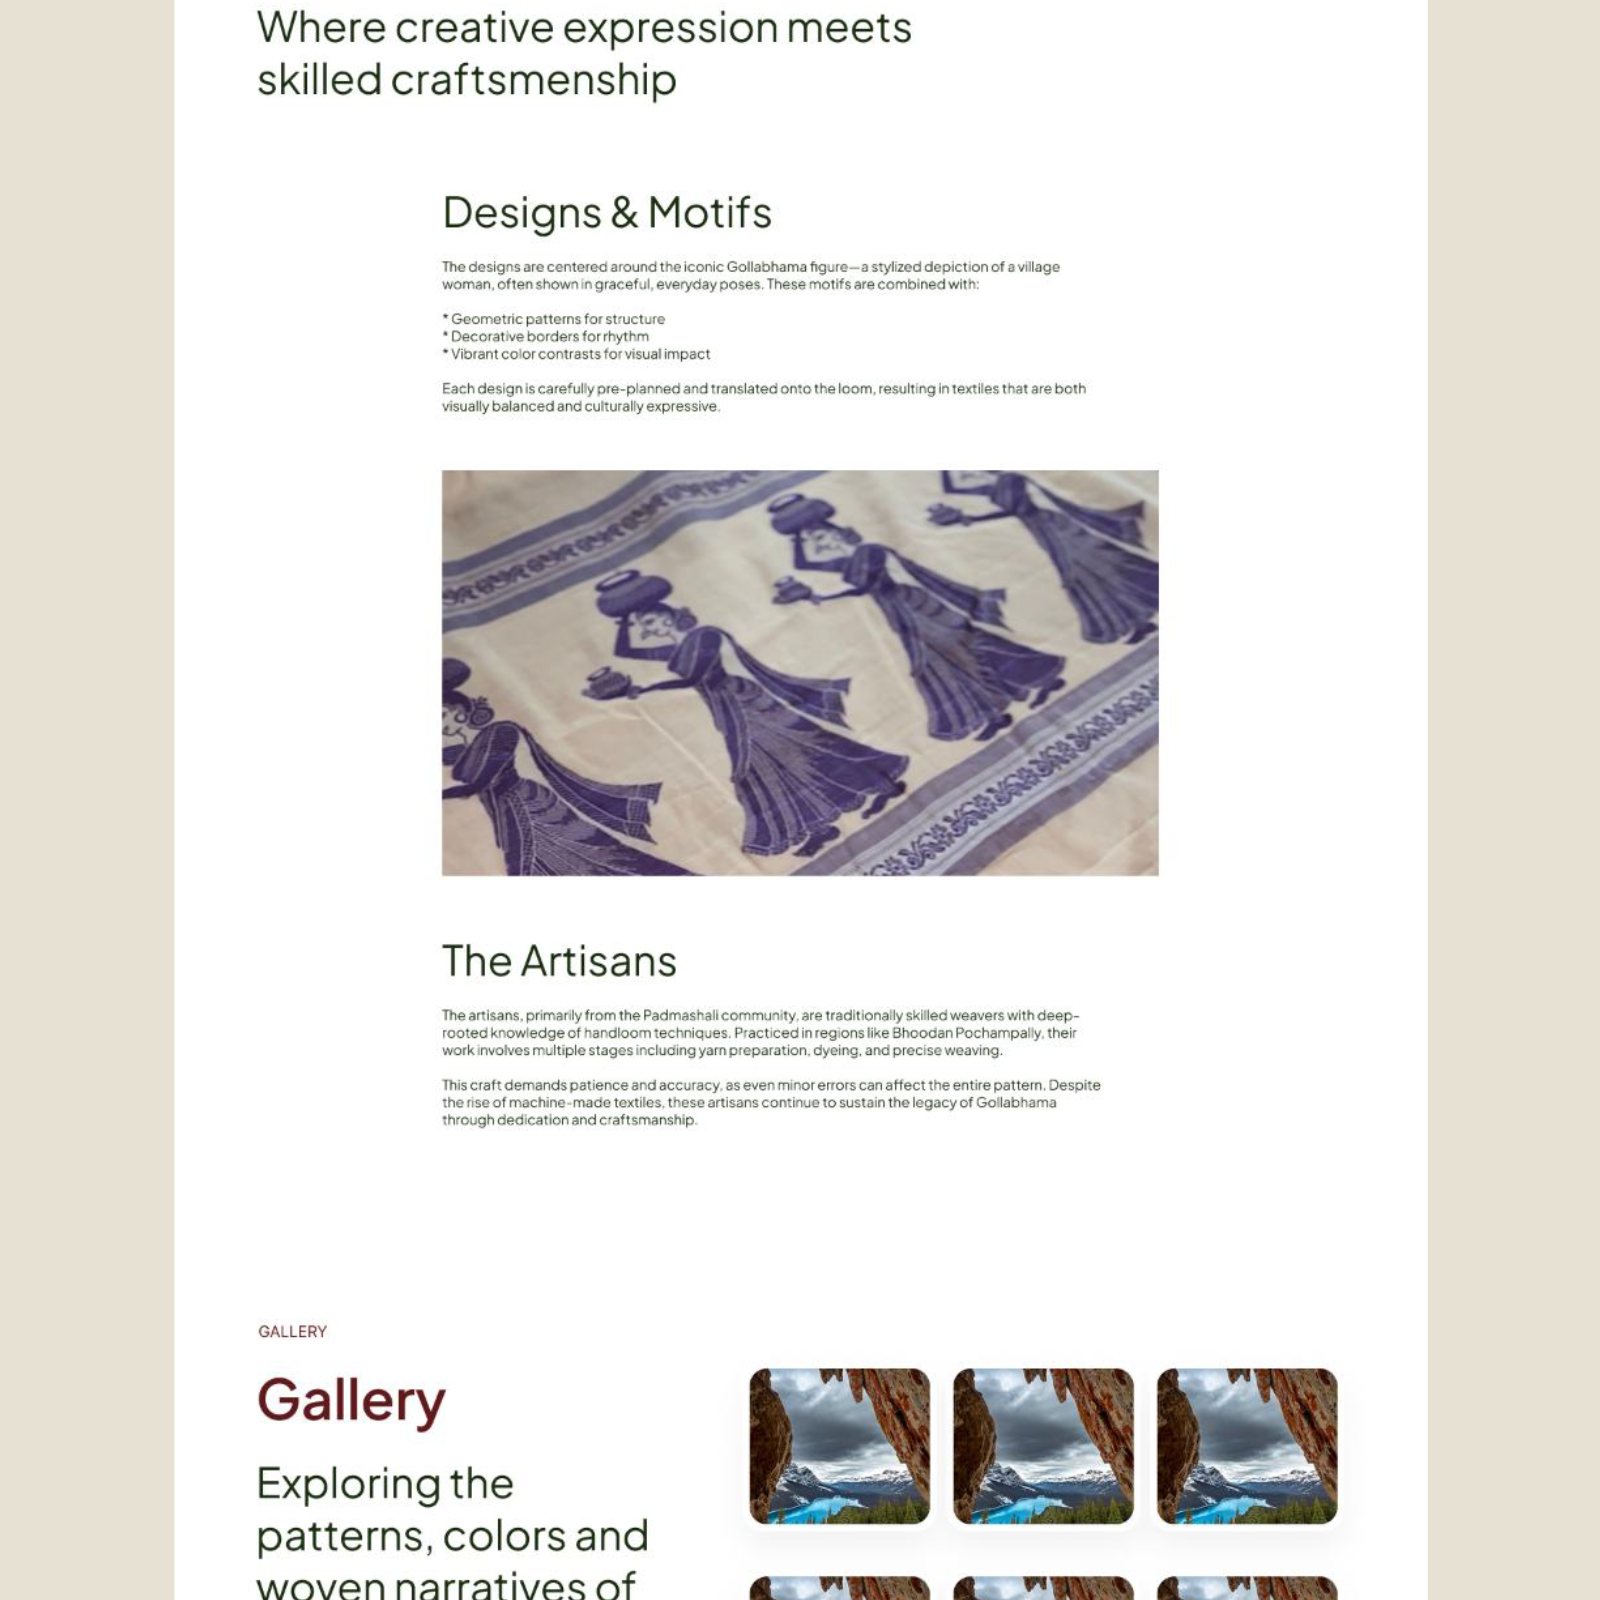 Where creative expression meets
skilled craftsmenship
Designs & Motifs
The designs are centered around the iconic Gollabhama figure—a stylized depiction of a village
woman, often shown in graceful, everyday poses. These motifs are combined with:
* Geometric patterns for structure
* Decorative borders for rhythm
* Vibrant color contrasts for visual impact
Each design is carefully pre-planned and translated onto the loom, resulting in textiles that are both
visually balanced and culturally expressive.
The Artisans
The artisans, primarily from the Padmashali community, are traditionally skilled weavers with deep-
rooted knowledge of handloom techniques. Practiced in regions like Bhoodan Pochampally, their
work involves multiple stages including yarn preparation, dyeing, and precise weaving.
This craft demands patience and accuracy, as even minor errors can affect the entire pattern. Despite
the rise of machine-made textiles, these artisans continue to sustain the legacy of Gollabhama
through dedication and craftsmanship.
GALLERY
Gallery
Exploring the
patterns, colors and
woven narratives of